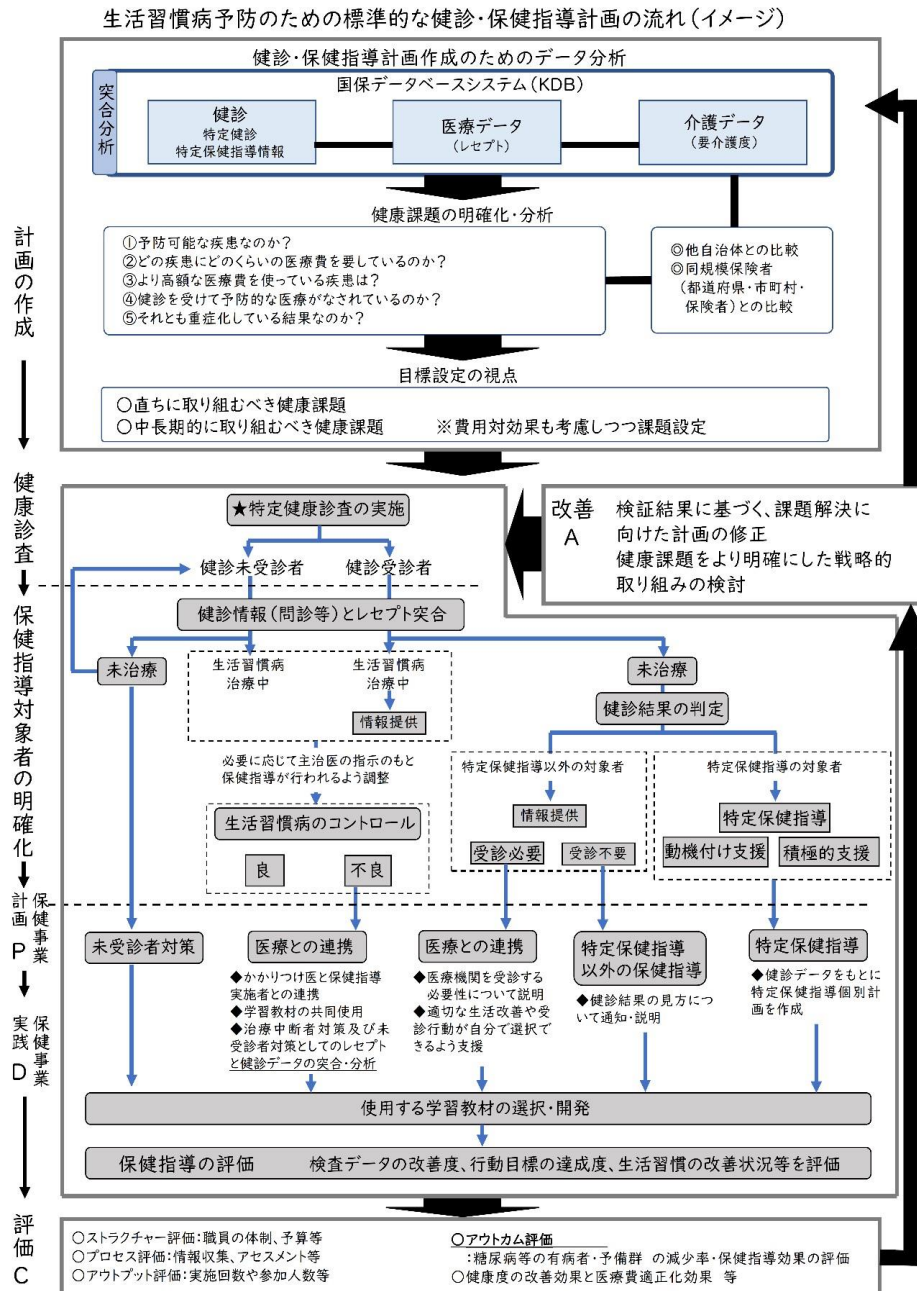 生活習慣病予防のための標準的な健診・保健指導計画の流れ(イメージ)
健診・保健指導計画作成のためのデータ分析
国保データベースシステム(KDB)
突合分析
健診
特定健診
特定保健指導情報
医療データ
(レセプト)
介護データ
(要介護度)
計画の作成
健康課題の明確化・分析
①予防可能な疾患なのか?
②どの疾患にどのくらいの医療費を要しているのか?
③より高額な医療費を使っている疾患は?
④健診を受けて予防的な医療がなされているのか?
⑤それとも重症化している結果なのか?
◎他自治体との比較
◎同規模保険者
(都道府県・市町村・
保険者)との比較
目標設定の視点
○直ちに取り組むべき健康課題
○中長期的に取り組むべき健康課題 ※費用対効果も考慮しつつ課題設定
健康診査
★特定健康診査の実施
健診未受診者
健診受診者
改善
A
検証結果に基づく、課題解決に
向けた計画の修正
健康課題をより明確にした戦略的
取り組みの検討
保健指導対象者の明確化
健診情報(問診等)とレセプト突合
未治療
生活習慣病
治療中
生活習慣病
治療中
情報提供
未治療
健診結果の判定
必要に応じて主治医の指示のもと
保健指導が行われるよう調整
生活習慣病のコントロール
良
不良
特定保健指導以外の対象者
情報提供
受診必要
受診不要
特定保健指導の対象者
特定保健指導
動機付け支援
積極的支援
保健事業
計画
P
未受診者対策
医療との連携
◆かかりつけ医と保健指導
実施者との連携
◆学習教材の共同使用
◆治療中断者対策及び未
受診者対策としてのレセプト
と健診データの突合・分析
医療との連携
◆医療機関を受診する
必要性について説明
◆適切な生活改善や受
診行動が自分で選択でき
るよう支援
特定保健指導
以外の保健指導
◆健診結果の見方につ
いて通知・説明
特定保健指導
◆健診データをもとに
特定保健指導個別計
画を作成
保健事業
実践
D
使用する学習教材の選択・開発
保健指導の評価 検査データの改善度、行動目標の達成度、生活習慣の改善状況等を評価
評価
C
○ストラクチャー評価:職員の体制、予算等
○プロセス評価:情報収集、アセスメント等
○アウトプット評価:実施回数や参加人数等
○アウトカム評価
:糖尿病等の有病者・予備群 の減少率・保健指導効果の評価
○健康度の改善効果と医療費適正化効果 等